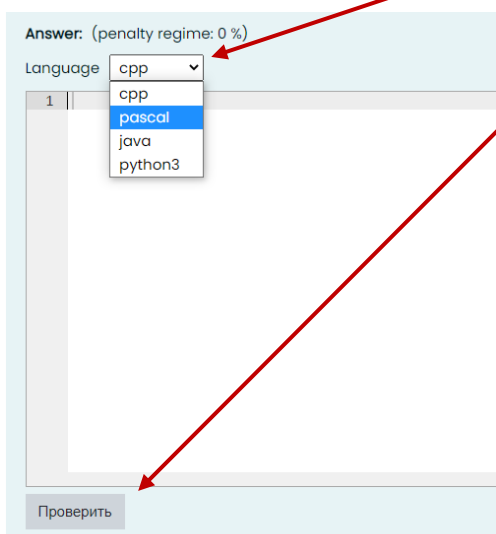 Answer: (penalty regime: 0 %)
Language cpp
cpp
1
pascal
java
python3
Проверить